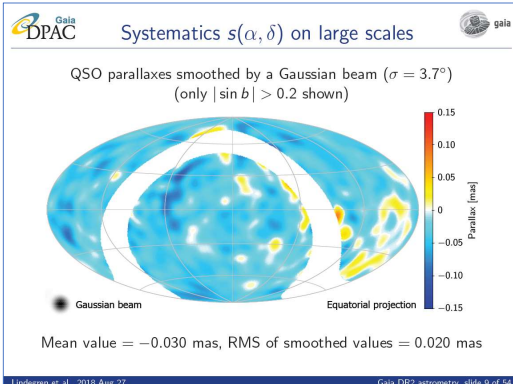 Gaia
DPAC
Systematics s(α, δ) on large scales
gaia
QSO parallaxes smoothed by a Gaussian beam (σ = 3.7°)
(only | sin b| > 0.2 shown)
0.15
0.10
0.05
0
−0.05
−0.10
−0.15
Parallax [mas]
Gaussian beam
Equatorial projection
Mean value = −0.030 mas, RMS of smoothed values = 0.020 mas
Lindegren et al., 2018 Aug 27
Gaia DR2 astrometry, slide 9 of 54